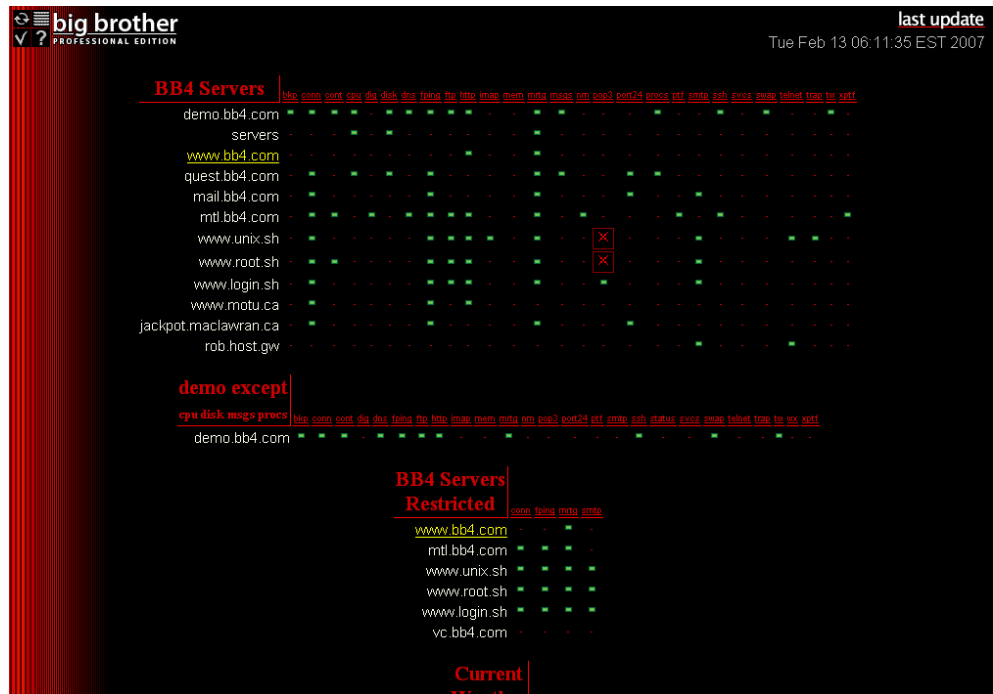 big brother
PROFESSIONAL EDITION
last update
Tue Feb 13 06:11:35 EST 2007
BB4 Servers
bkp conn cont cpu dig disk dns fping ftp http imap mem mrtg msgs nm pop3 port24 procs ptf smtp ssh svcs swap telnet trap tw xptf
demo.bb4.com
servers
www.bb4.com
quest.bb4.com
mail.bb4.com
mtl.bb4.com
www.unix.sh
www.root.sh
www.login.sh
www.motu.ca
jackpot.maclawran.ca
rob.host.gw
demo except
cpu disk msgs procs
bkp conn cont dig dns fping ftp http imap mem mrtg nm pop3 port24 ptf smtp ssh status svcs swap telnet trap tw wx xptf
demo.bb4.com
BB4 Servers
Restricted
conn fping mrtg smtp
www.bb4.com
mtl.bb4.com
www.unix.sh
www.root.sh
www.login.sh
vc.bb4.com
Current